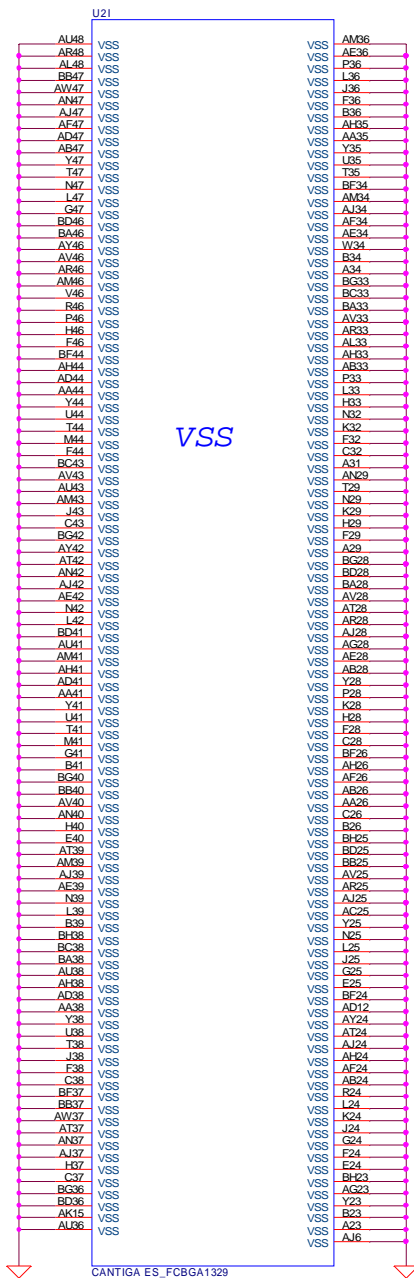 U2I
AU48 VSS VSS AM36
AR48 VSS VSS AE36
AL48 VSS VSS P36
BB47 VSS VSS L36
AW47 VSS VSS J36
AN47 VSS VSS F36
AJ47 VSS VSS B36
AF47 VSS VSS AH35
AD47 VSS VSS AA35
AB47 VSS VSS Y35
Y47 VSS VSS U35
T47 VSS VSS T35
N47 VSS VSS BF34
L47 VSS VSS AM34
G47 VSS VSS AJ34
BD46 VSS VSS AF34
BA46 VSS VSS AE34
AY46 VSS VSS W34
AV46 VSS VSS B34
AR46 VSS VSS A34
AM46 VSS VSS BG33
V46 VSS VSS BC33
R46 VSS VSS BA33
P46 VSS VSS AV33
H46 VSS VSS AR33
F46 VSS VSS AL33
BF44 VSS VSS AH33
AH44 VSS VSS AB33
AD44 VSS VSS P33
AA44 VSS VSS L33
Y44 VSS VSS H33
U44 VSS VSS N32
T44 VSS VSS K32
VSS
M44 VSS VSS F32
F44 VSS VSS C32
BC43 VSS VSS A31
AV43 VSS VSS AN29
AU43 VSS VSS T29
AM43 VSS VSS N29
J43 VSS VSS K29
C43 VSS VSS H29
BG42 VSS VSS F29
AY42 VSS VSS A29
AT42 VSS VSS BG28
AN42 VSS VSS BD28
AJ42 VSS VSS BA28
AE42 VSS VSS AV28
N42 VSS VSS AT28
L42 VSS VSS AR28
BD41 VSS VSS AJ28
AU41 VSS VSS AG28
AM41 VSS VSS AE28
AH41 VSS VSS AB28
AD41 VSS VSS Y28
AA41 VSS VSS P28
Y41 VSS VSS K28
U41 VSS VSS H28
T41 VSS VSS F28
M41 VSS VSS C28
G41 VSS VSS BF26
B41 VSS VSS AH26
BG40 VSS VSS AF26
BB40 VSS VSS AB26
AV40 VSS VSS AA26
AN40 VSS VSS C26
H40 VSS VSS B26
E40 VSS VSS BH25
AT39 VSS VSS BD25
AM39 VSS VSS BB25
AJ39 VSS VSS AV25
AE39 VSS VSS AR25
N39 VSS VSS AJ25
L39 VSS VSS AC25
B39 VSS VSS Y25
BH38 VSS VSS N25
BC38 VSS VSS L25
BA38 VSS VSS J25
AU38 VSS VSS G25
AH38 VSS VSS E25
AD38 VSS VSS BF24
AA38 VSS VSS AD12
Y38 VSS VSS AY24
U38 VSS VSS AT24
T38 VSS VSS AJ24
J38 VSS VSS AH24
F38 VSS VSS AF24
C38 VSS VSS AB24
BF37 VSS VSS R24
BB37 VSS VSS L24
AW37 VSS VSS K24
AT37 VSS VSS J24
AN37 VSS VSS G24
AJ37 VSS VSS F24
H37 VSS VSS E24
C37 VSS VSS BH23
BG36 VSS VSS AG23
BD36 VSS VSS Y23
AK15 VSS VSS B23
AU36 VSS VSS A23
VSS AJ6
CANTIGA ES_FCBGA1329